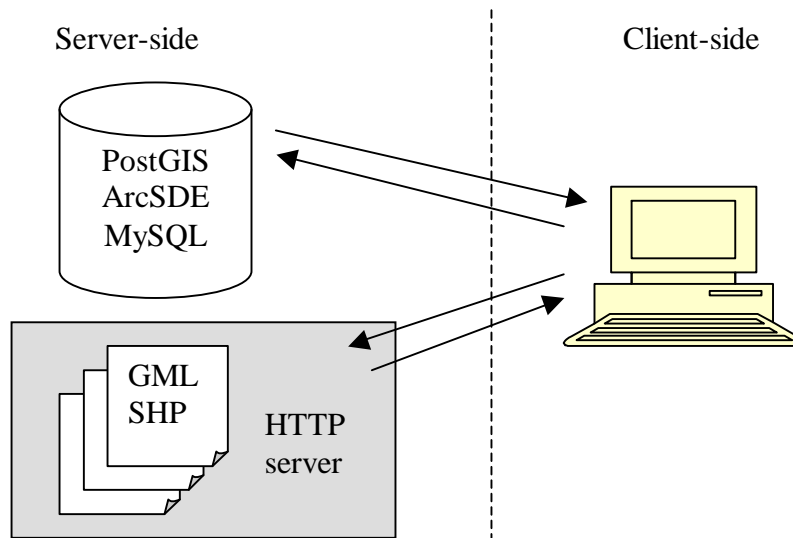 Server-side
Client-side
PostGIS
ArcSDE
MySQL
GML
SHP
HTTP
server